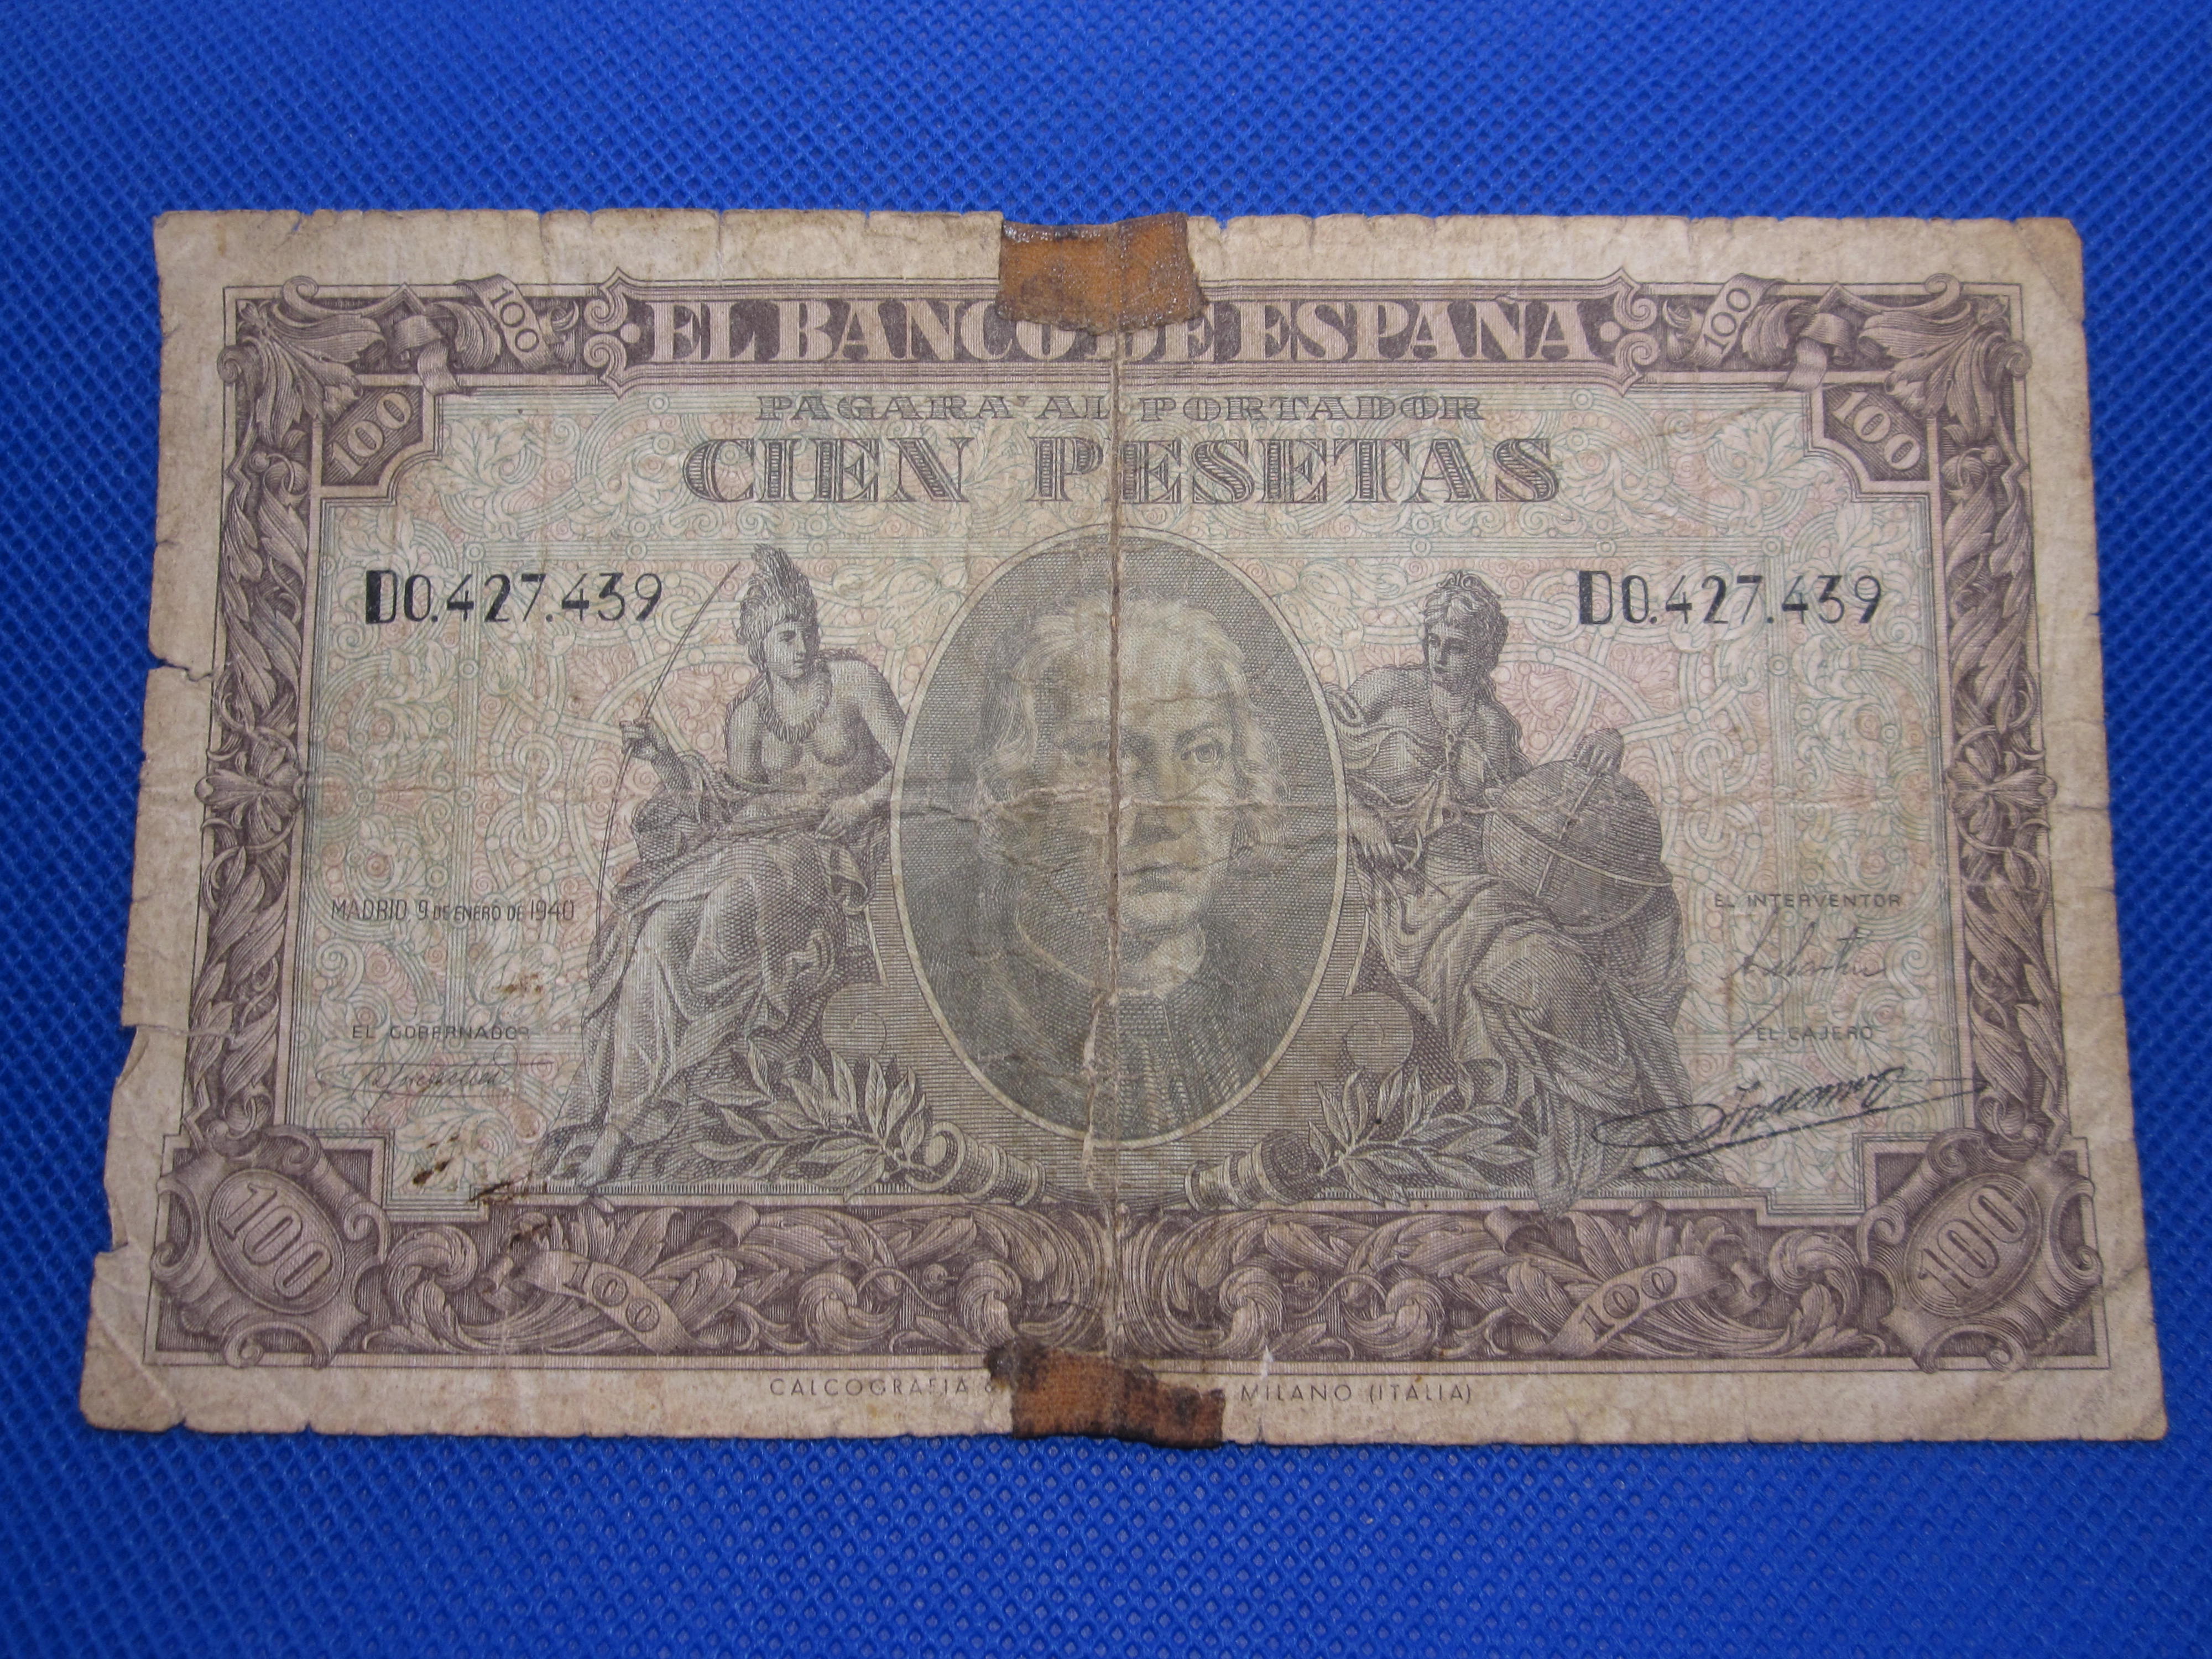 100 EL BANCO DE ESPAÑA 100
100 PAGARÁ AL PORTADOR 100
CIEN PESETAS
D0.427.439 D0.427.439
MADRID 9 DE ENERO DE 1940
EL INTERVENTOR
EL GOBERNADOR EL CAJERO
100 100 100 100
CALCOGRAFIA & MILANO (ITALIA)